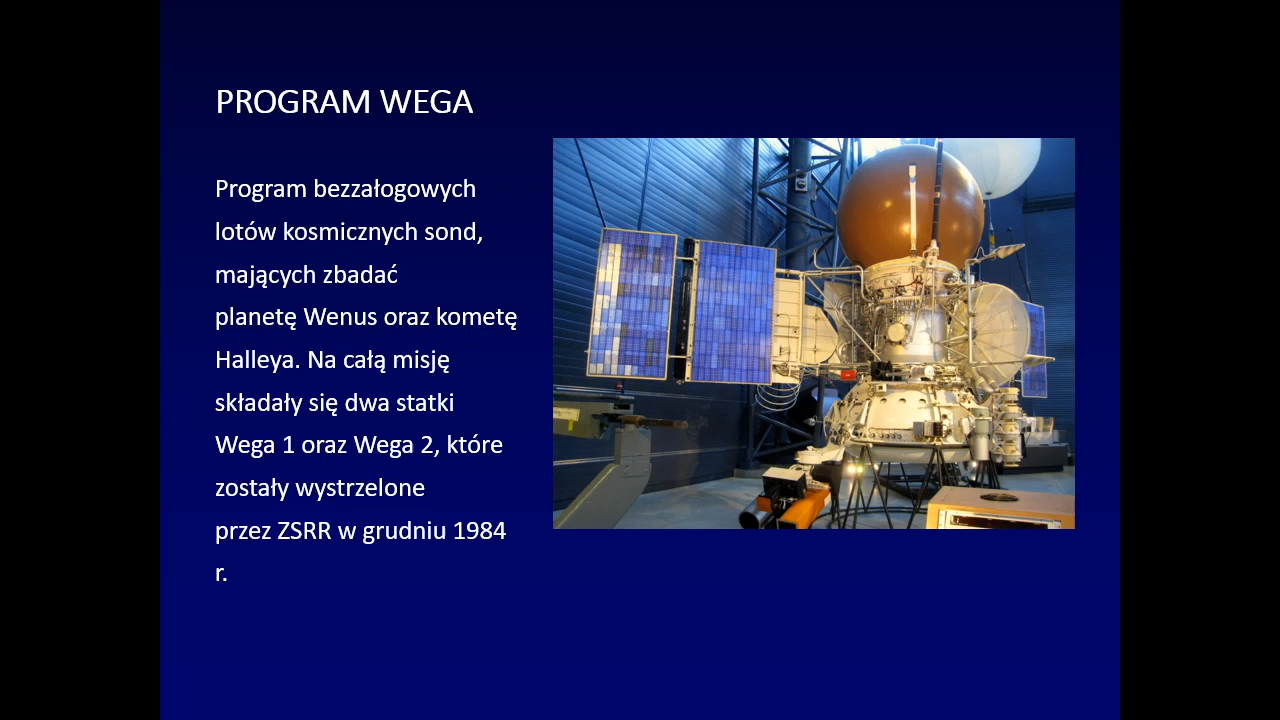 PROGRAM WEGA
Program bezzałogowych
lotów kosmicznych sond,
mających zbadać
planetę Wenus oraz kometę
Halleya. Na całą misję
składały się dwa statki
Wega 1 oraz Wega 2, które
zostały wystrzelone
przez ZSRR w grudniu 1984
r.